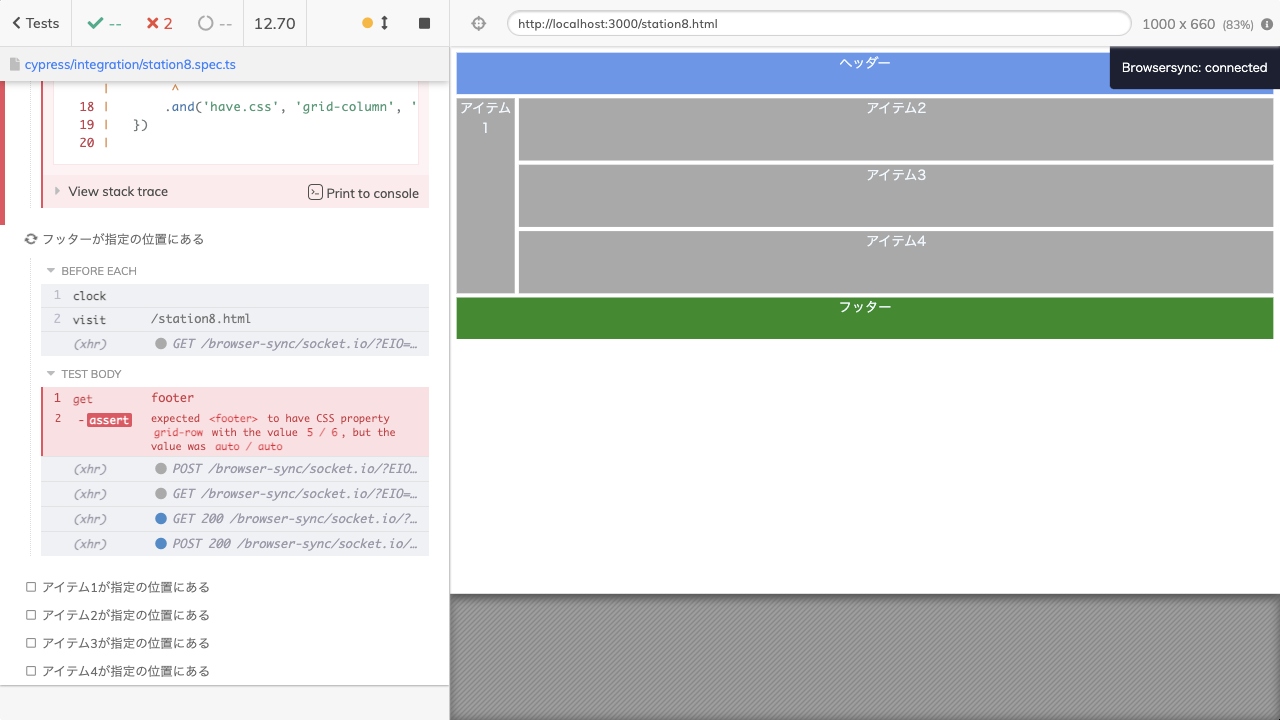 Tests
--
2
--
12.70
http://localhost:3000/station8.html
1000 x 660 (83%)
cypress/integration/station8.spec.ts
Browsersync: connected
| ^
18 | .and('have.css', 'grid-column', '
19 | })
20 |
View stack trace
Print to console
フッターが指定の位置にある
BEFORE EACH
1 clock
2 visit /station8.html
(xhr) GET /browser-sync/socket.io/?EIO=…
TEST BODY
1 get footer
2 -assert expected <footer> to have CSS property
grid-row with the value 5 / 6, but the
value was auto / auto
(xhr) POST /browser-sync/socket.io/?EIO…
(xhr) GET /browser-sync/socket.io/?EIO=…
(xhr) GET 200 /browser-sync/socket.io/?…
(xhr) POST 200 /browser-sync/socket.io/…
アイテム1が指定の位置にある
アイテム2が指定の位置にある
アイテム3が指定の位置にある
アイテム4が指定の位置にある
ヘッダー
アイテム
1
アイテム2
アイテム3
アイテム4
フッター